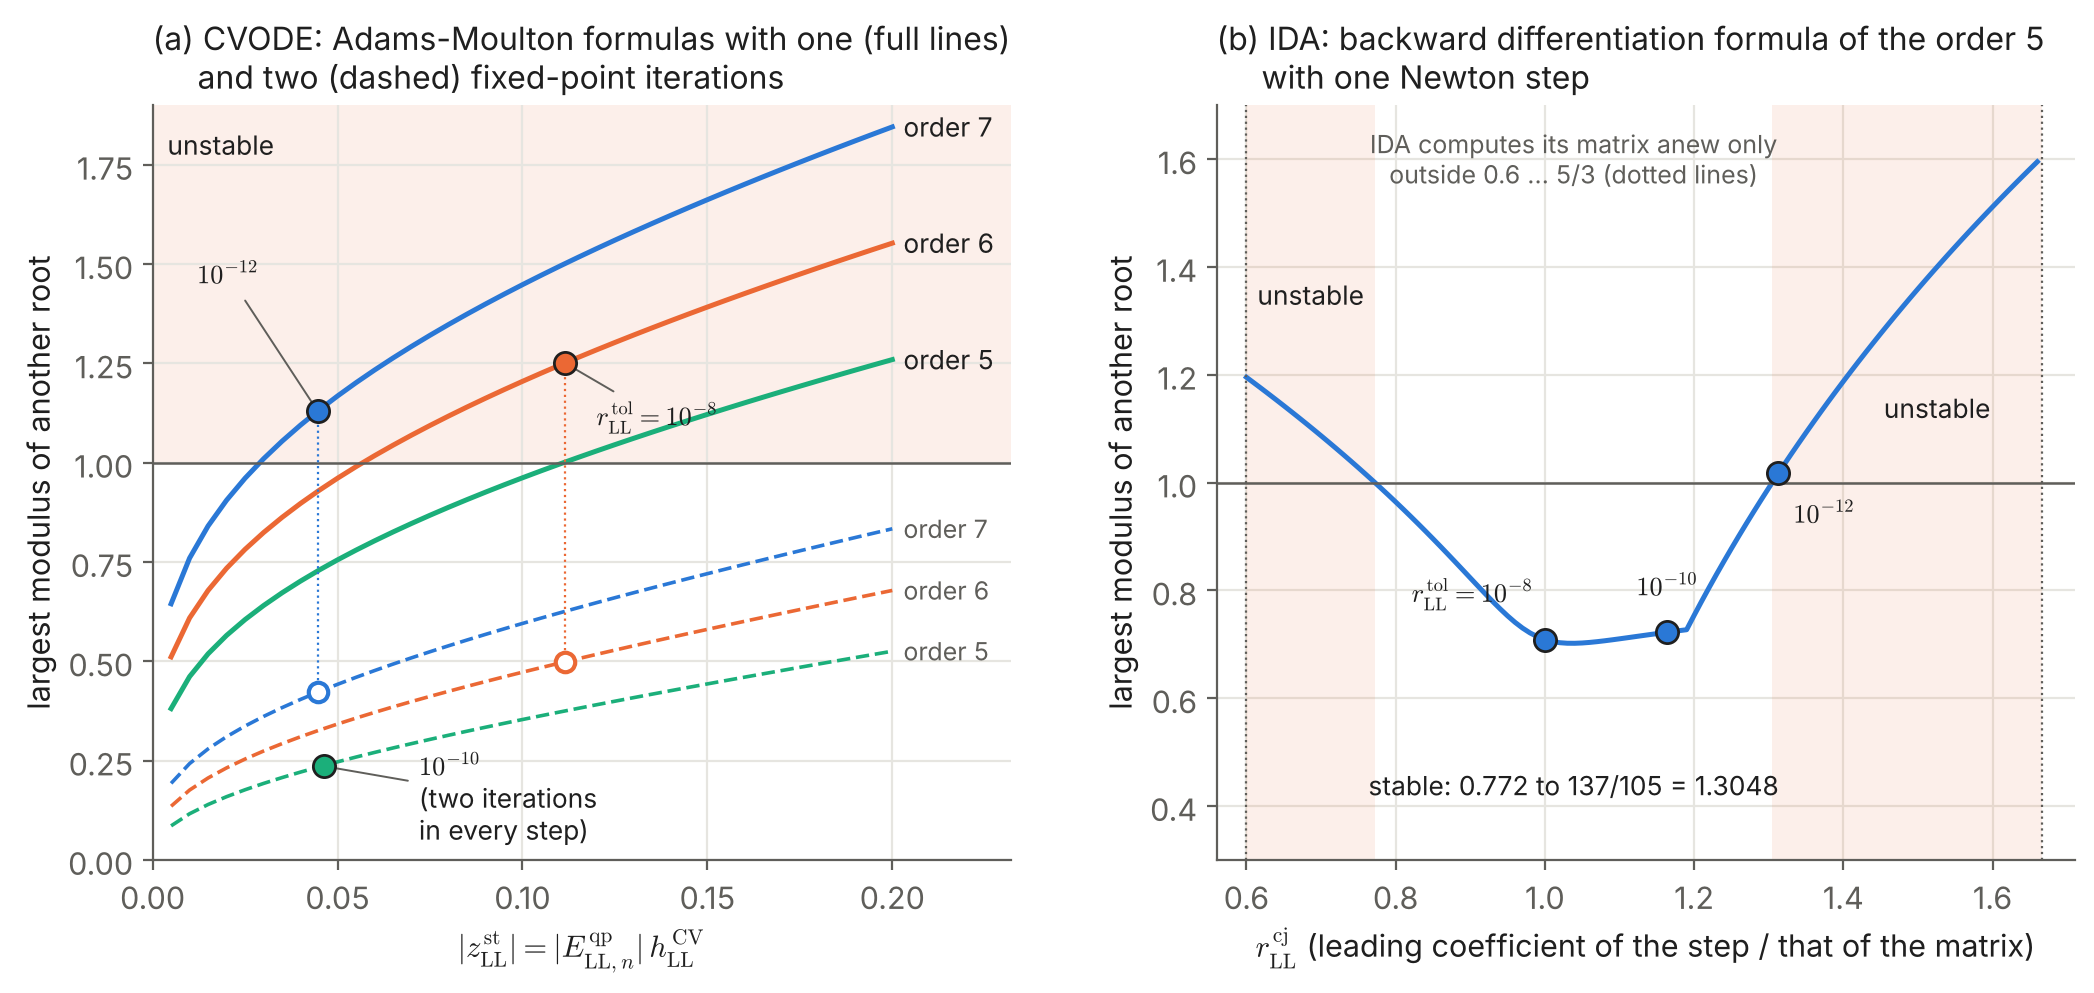 (a) CVODE: Adams-Moulton formulas with one (full lines)
and two (dashed) fixed-point iterations
largest modulus of another root
unstable
1.75
1.50
1.25
1.00
0.75
0.50
0.25
0.00
order 7
order 6
order 5
10⁻¹²
r_LL^tol = 10⁻⁸
order 7
order 6
order 5
10⁻¹⁰
(two iterations
in every step)
0.00 0.05 0.10 0.15 0.20
|z_LL^st| = |E_LL,n^qp| h_LL^CV
(b) IDA: backward differentiation formula of the order 5
with one Newton step
largest modulus of another root
IDA computes its matrix anew only
outside 0.6 ... 5/3 (dotted lines)
1.6
1.4
1.2
1.0
0.8
0.6
0.4
unstable
unstable
10⁻¹²
10⁻¹⁰
r_LL^tol = 10⁻⁸
stable: 0.772 to 137/105 = 1.3048
0.6 0.8 1.0 1.2 1.4 1.6
r_LL^cj (leading coefficient of the step / that of the matrix)